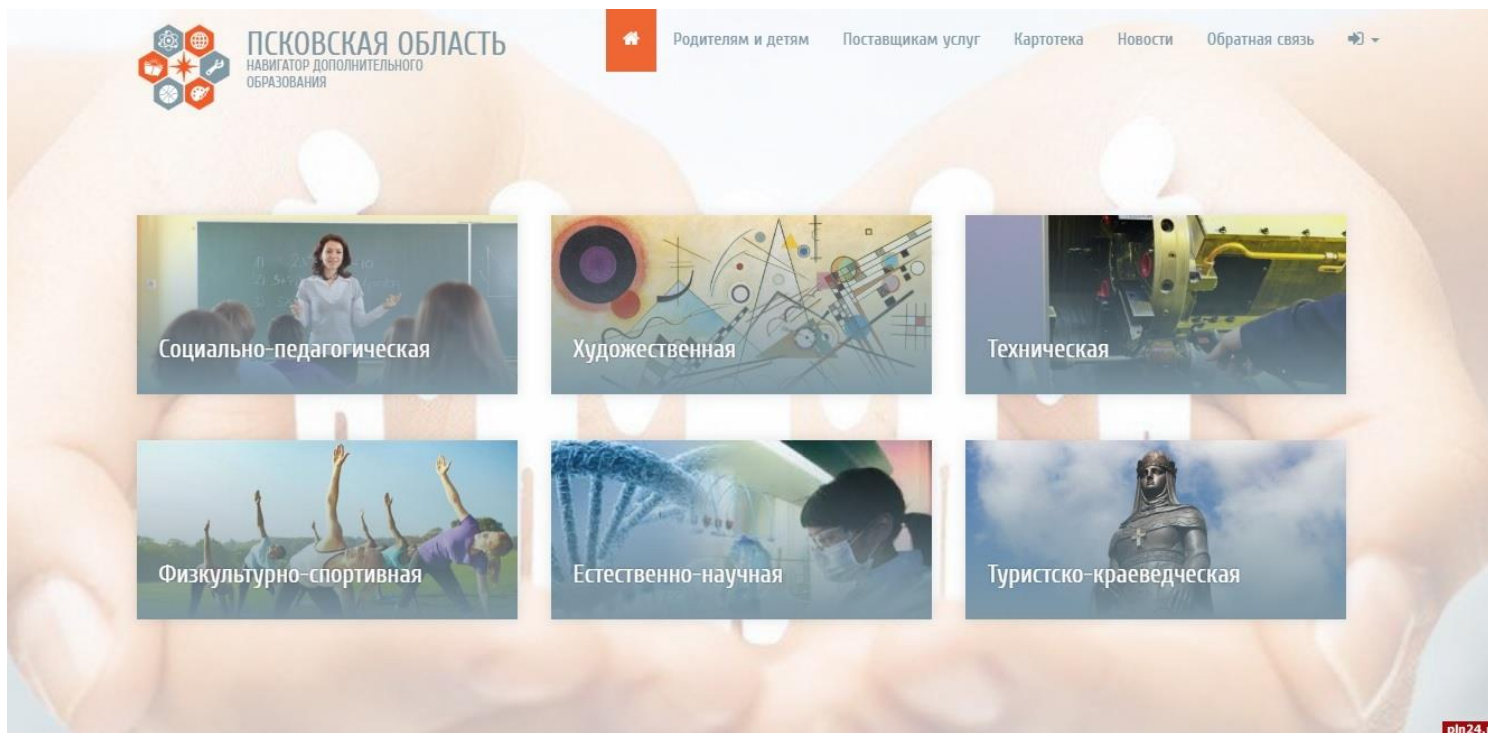 ПСКОВСКАЯ ОБЛАСТЬ
НАВИГАТОР ДОПОЛНИТЕЛЬНОГО
ОБРАЗОВАНИЯ
Родителям и детям Поставщикам услуг Картотека Новости Обратная связь
Социально-педагогическая
Художественная
Техническая
Физкультурно-спортивная
Естественно-научная
Туристско-краеведческая